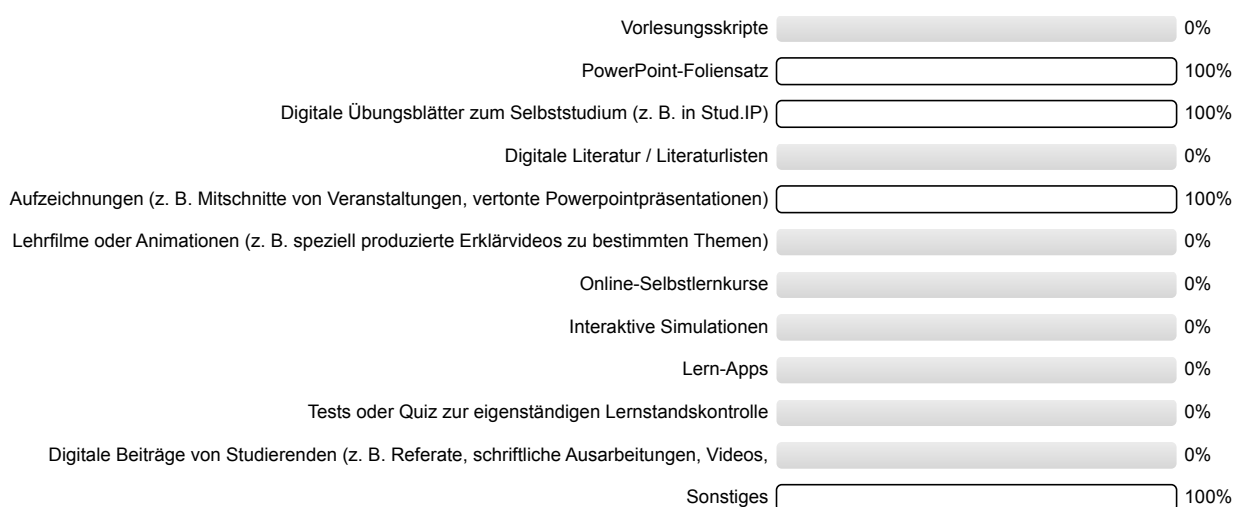 Vorlesungsskripte 0%
PowerPoint-Foliensatz 100%
Digitale Übungsblätter zum Selbststudium (z. B. in Stud.IP) 100%
Digitale Literatur / Literaturlisten 0%
Aufzeichnungen (z. B. Mitschnitte von Veranstaltungen, vertonte Powerpointpräsentationen) 100%
Lehrfilme oder Animationen (z. B. speziell produzierte Erklärvideos zu bestimmten Themen) 0%
Online-Selbstlernkurse 0%
Interaktive Simulationen 0%
Lern-Apps 0%
Tests oder Quiz zur eigenständigen Lernstandskontrolle 0%
Digitale Beiträge von Studierenden (z. B. Referate, schriftliche Ausarbeitungen, Videos, 0%
Sonstiges 100%